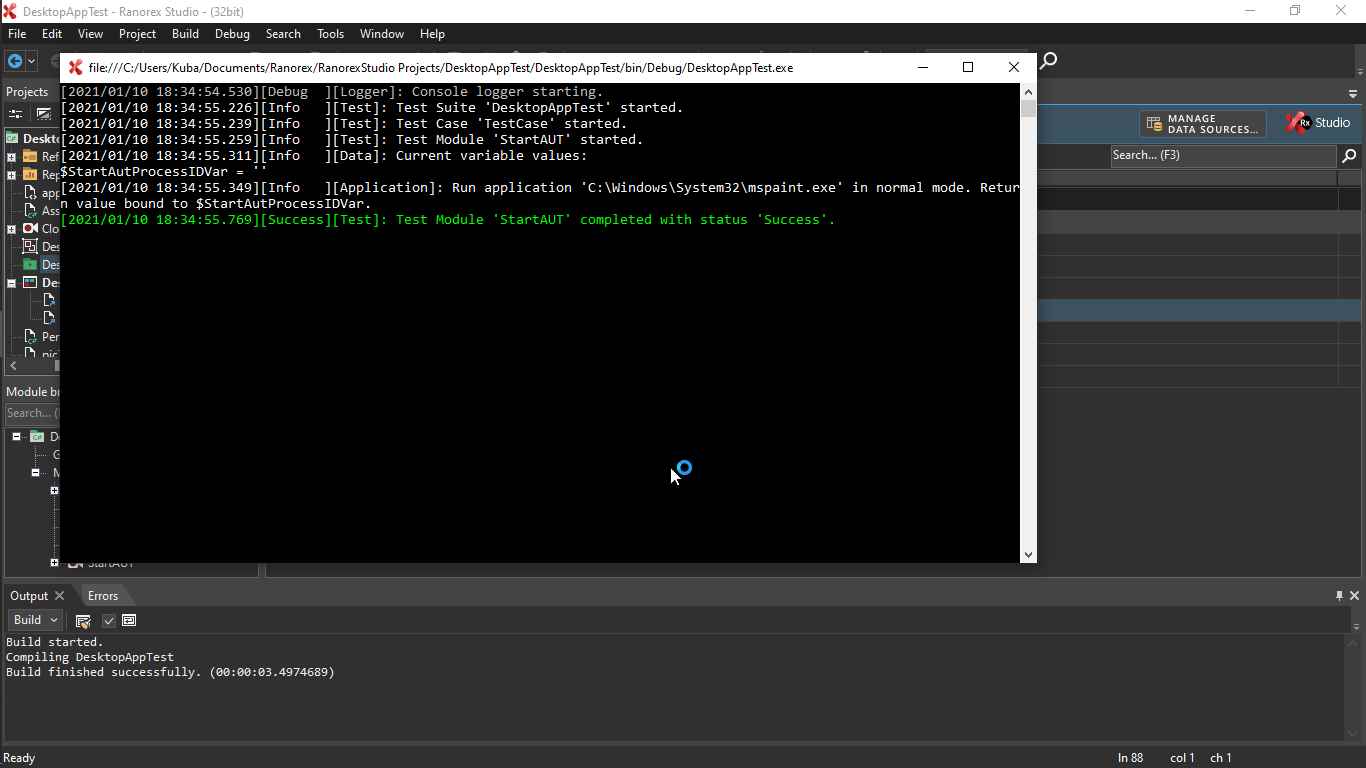 DesktopAppTest - Ranorex Studio - (32bit)
File Edit View Project Build Debug Search Tools Window Help
file:///C:/Users/Kuba/Documents/Ranorex/RanorexStudio Projects/DesktopAppTest/DesktopAppTest/bin/Debug/DesktopAppTest.exe
Projects
[2021/01/10 18:34:54.530][Debug  ][Logger]: Console logger starting.
[2021/01/10 18:34:55.226][Info   ][Test]: Test Suite 'DesktopAppTest' started.
[2021/01/10 18:34:55.239][Info   ][Test]: Test Case 'TestCase' started.
[2021/01/10 18:34:55.259][Info   ][Test]: Test Module 'StartAUT' started.
[2021/01/10 18:34:55.311][Info   ][Data]: Current variable values:
$StartAutProcessIDVar = ''
[2021/01/10 18:34:55.349][Info   ][Application]: Run application 'C:\Windows\System32\mspaint.exe' in normal mode. Retur
n value bound to $StartAutProcessIDVar.
[2021/01/10 18:34:55.769][Success][Test]: Test Module 'StartAUT' completed with status 'Success'.
MANAGE
DATA SOURCES...
Rx Studio
Search... (F3)
Deskto
Ref
Rep
app
Ass
Clo
Des
Des
Des
Per
Module br
Search... (
StartAUT
Output
Errors
Build
Build started.
Compiling DesktopAppTest
Build finished successfully. (00:00:03.4974689)
Ready
ln 88 col 1 ch 1